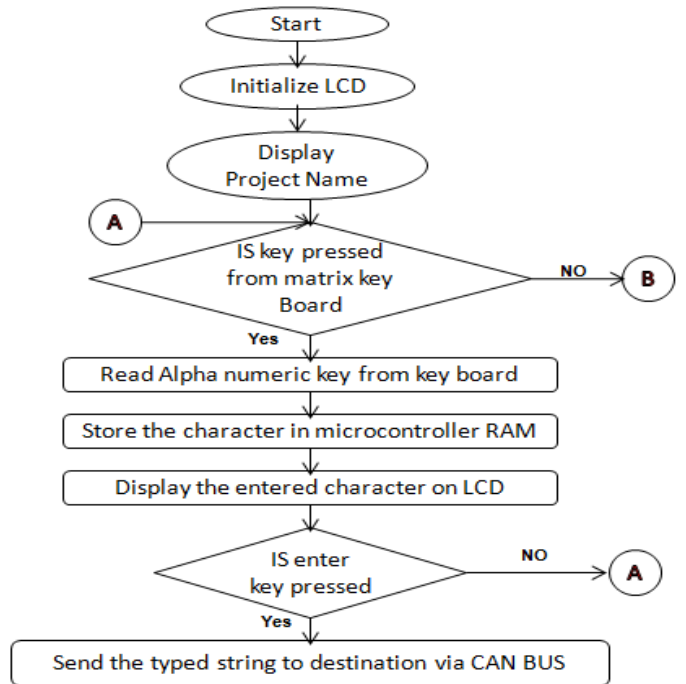 Start
Initialize LCD
Display
Project Name
A
IS key pressed
from matrix key
Board
NO
B
Yes
Read Alpha numeric key from key board
Store the character in microcontroller RAM
Display the entered character on LCD
IS enter
key pressed
NO
A
Yes
Send the typed string to destination via CAN BUS